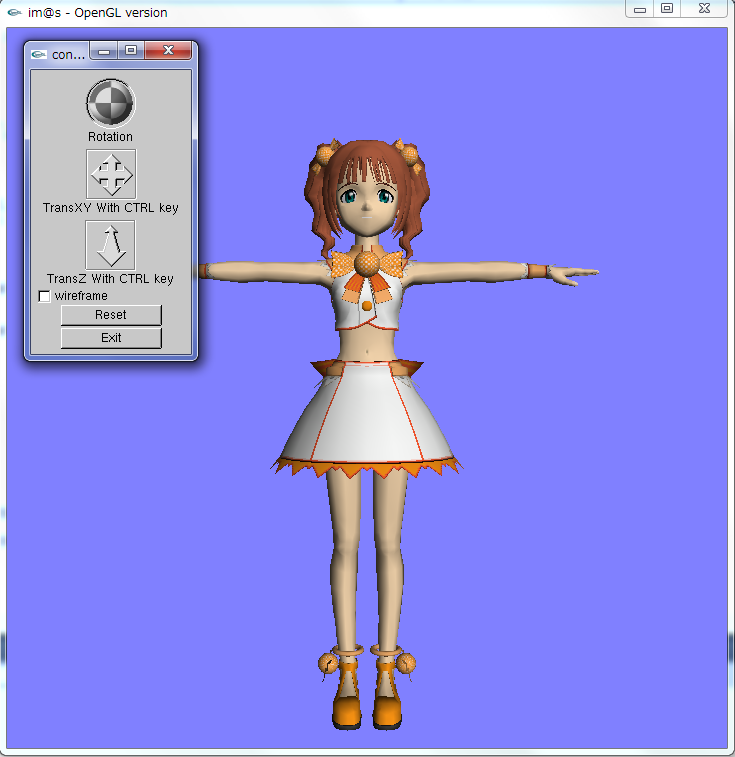 im@s - OpenGL version
con...
Rotation
TransXY With CTRL key
TransZ With CTRL key
wireframe
Reset
Exit